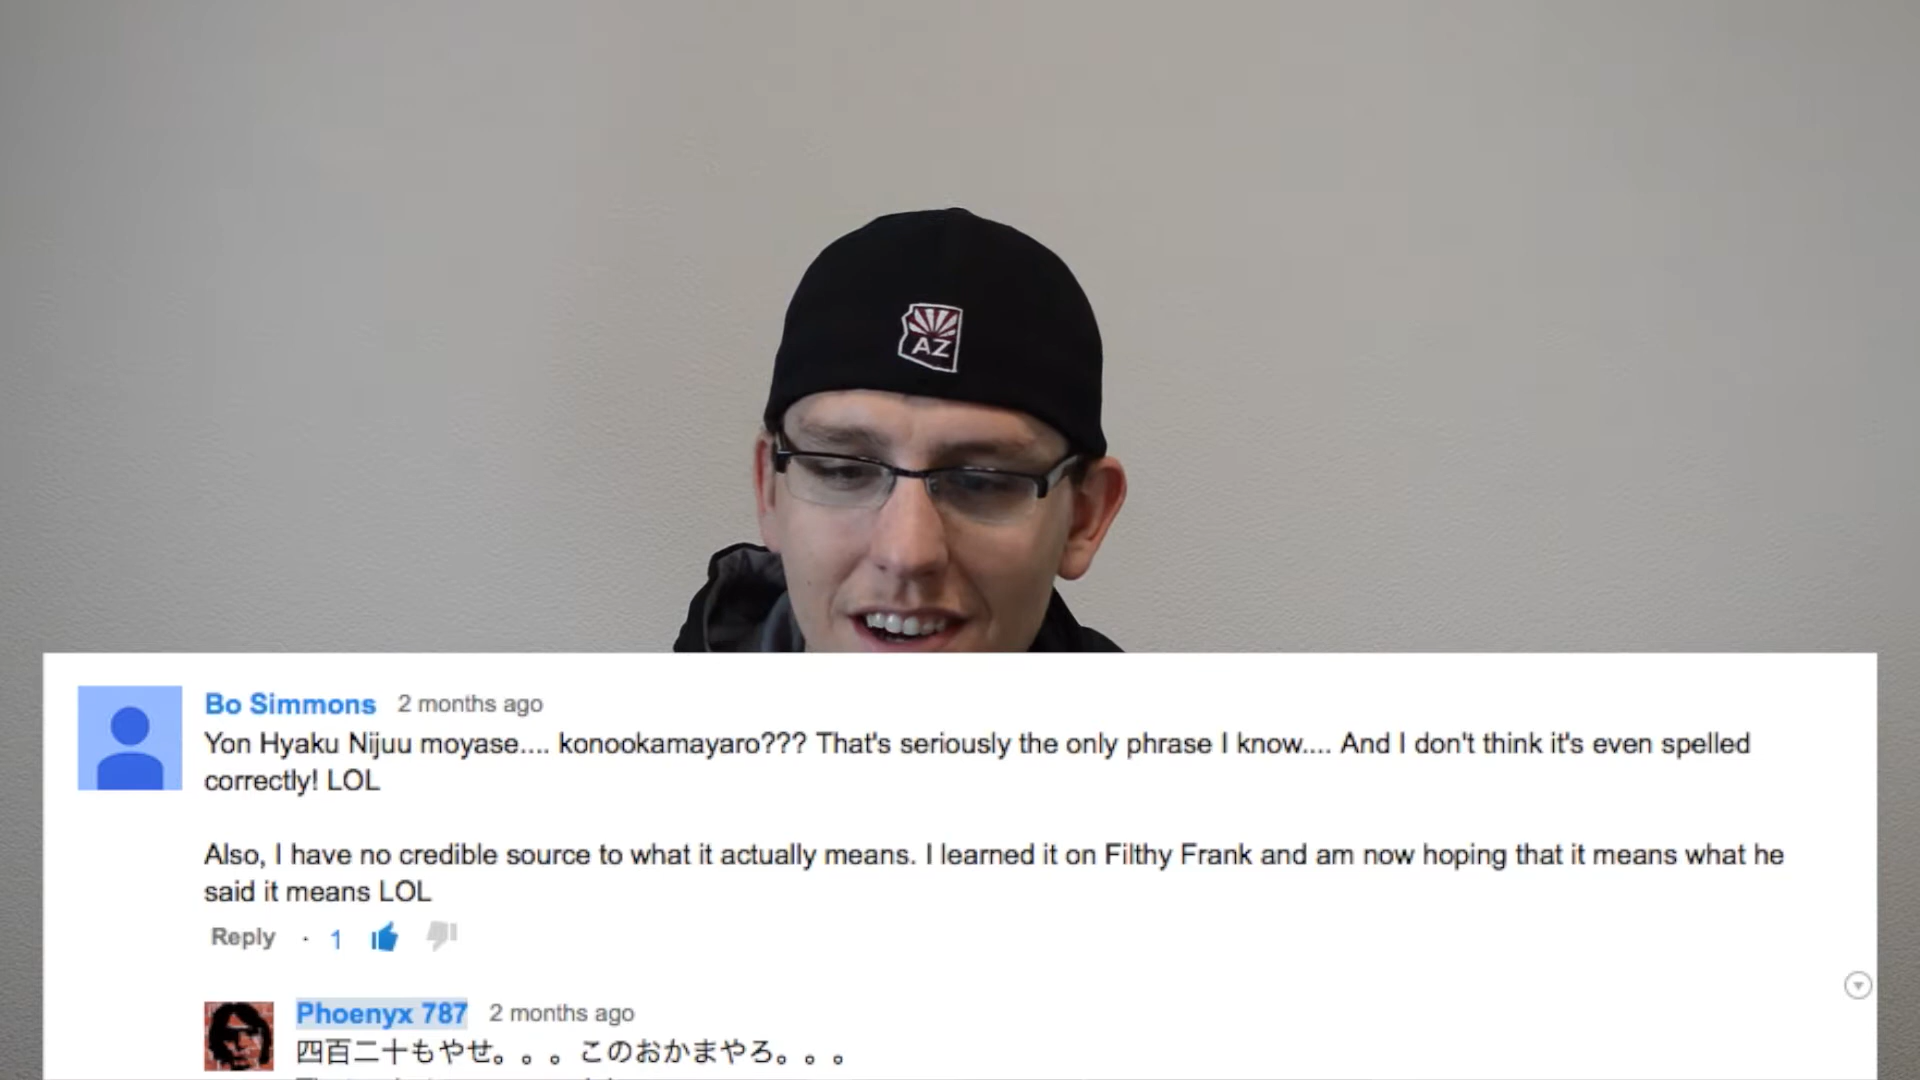 AZ
Bo Simmons 2 months ago
Yon Hyaku Nijuu moyase.... konookamayaro??? That's seriously the only phrase I know.... And I don't think it's even spelled
correctly! LOL
Also, I have no credible source to what it actually means. I learned it on Filthy Frank and am now hoping that it means what he
said it means LOL
Reply · 1
Phoenyx 787 2 months ago
四百二十もやせ。。。このおかまやろ。。。